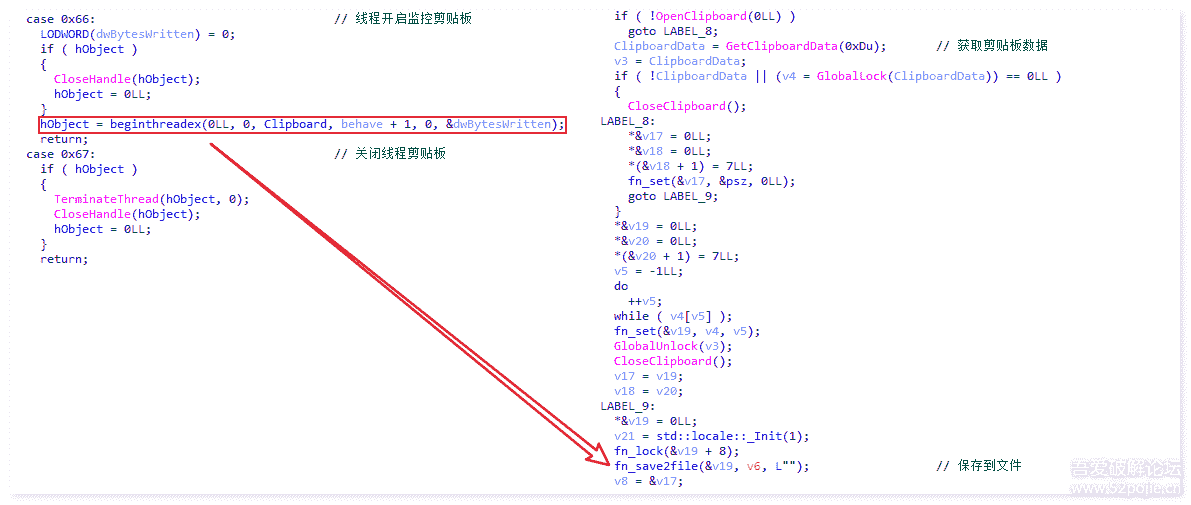 case 0x66: // 线程开启监控剪贴板
LODWORD(dwBytesWritten) = 0;
if ( hObject )
{
CloseHandle(hObject);
hObject = 0LL;
}
hObject = beginthreadex(0LL, 0, Clipboard, behave + 1, 0, &dwBytesWritten);
return;
case 0x67: // 关闭线程剪贴板
if ( hObject )
{
TerminateThread(hObject, 0);
CloseHandle(hObject);
hObject = 0LL;
}
return;
if ( !OpenClipboard(0LL) )
goto LABEL_8;
ClipboardData = GetClipboardData(0xDu); // 获取剪贴板数据
v3 = ClipboardData;
if ( !ClipboardData || (v4 = GlobalLock(ClipboardData)) == 0LL )
{
CloseClipboard();
LABEL_8:
*&v17 = 0LL;
*&v18 = 0LL;
*(&v18 + 1) = 7LL;
fn_set(&v17, &psz, 0LL);
goto LABEL_9;
}
*&v19 = 0LL;
*&v20 = 0LL;
*(&v20 + 1) = 7LL;
v5 = -1LL;
do
++v5;
while ( v4[v5] );
fn_set(&v19, v4, v5);
GlobalUnlock(v3);
CloseClipboard();
v17 = v19;
v18 = v20;
LABEL_9:
*&v19 = 0LL;
v21 = std::locale::_Init(1);
fn_lock(&v19 + 8);
fn_save2file(&v19, v6, L""); // 保存到文件
v8 = &v17;
吾爱破解论坛
www.52pojie.cn